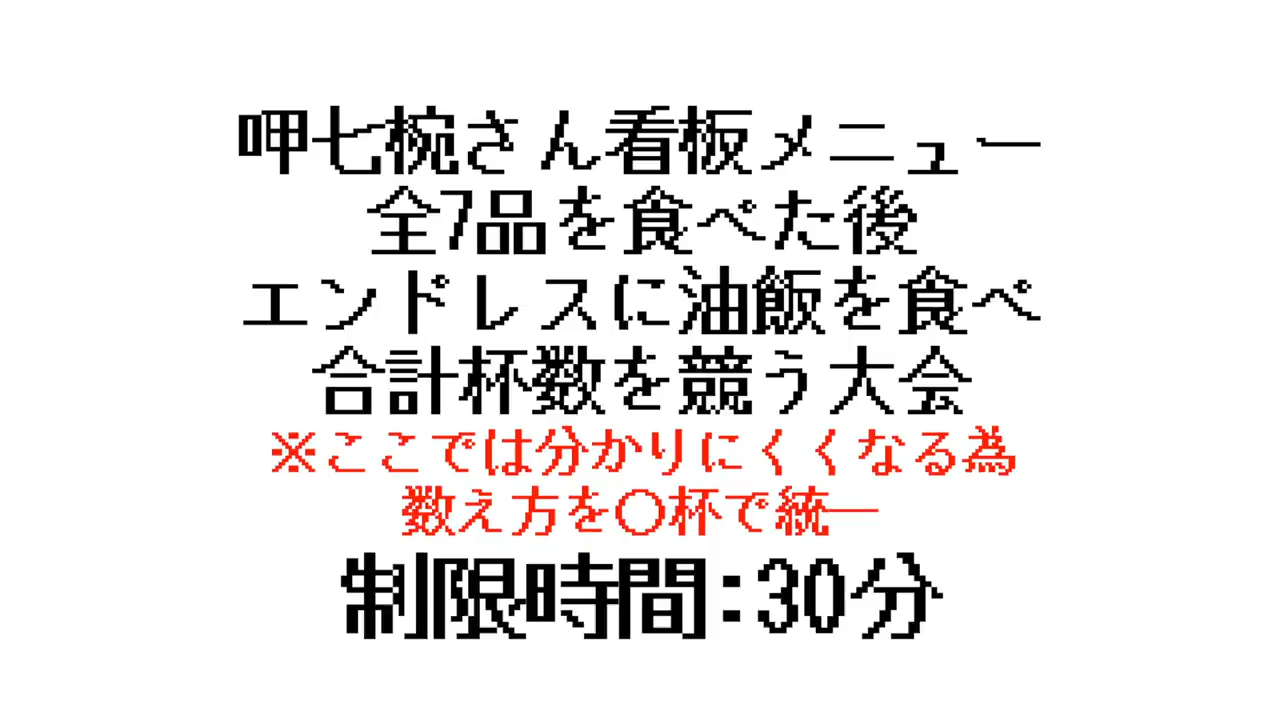 呷七椀さん看板メニュー
全7品を食べた後
エンドレスに油飯を食べ
合計杯数を競う大会
※ここでは分かりにくくなる為
数え方を〇杯で統一
制限時間:30分